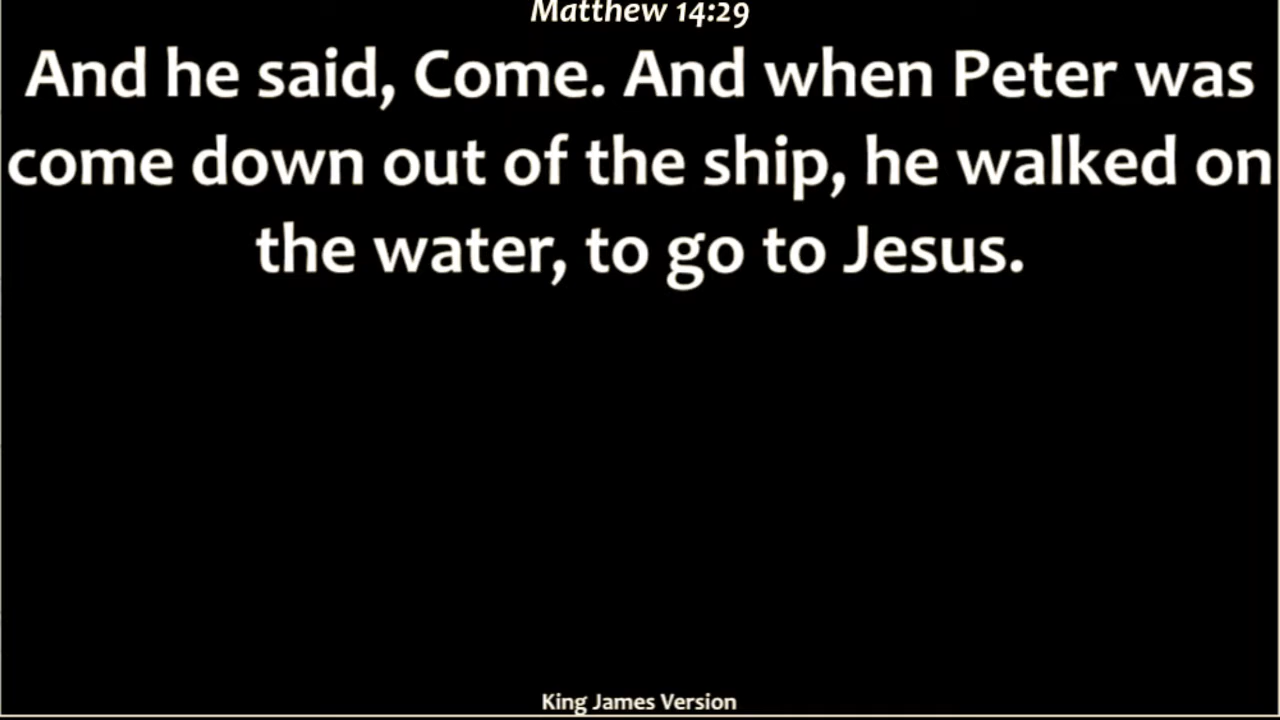 Matthew 14:29
And he said, Come. And when Peter was
come down out of the ship, he walked on
the water, to go to Jesus.
King James Version